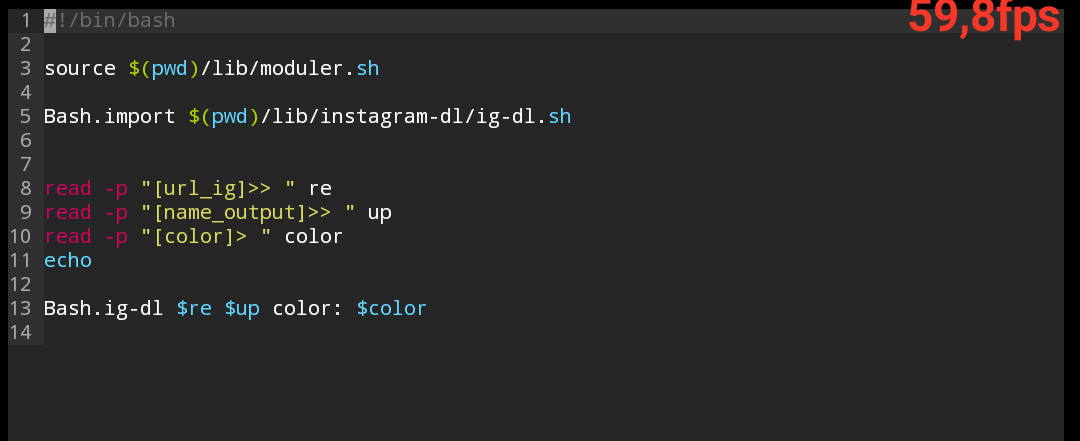 59,8fps
1 #!/bin/bash
2
3 source $(pwd)/lib/moduler.sh
4
5 Bash.import $(pwd)/lib/instagram-dl/ig-dl.sh
6
7
8 read -p "[url_ig]>> " re
9 read -p "[name_output]>> " up
10 read -p "[color]> " color
11 echo
12
13 Bash.ig-dl $re $up color: $color
14